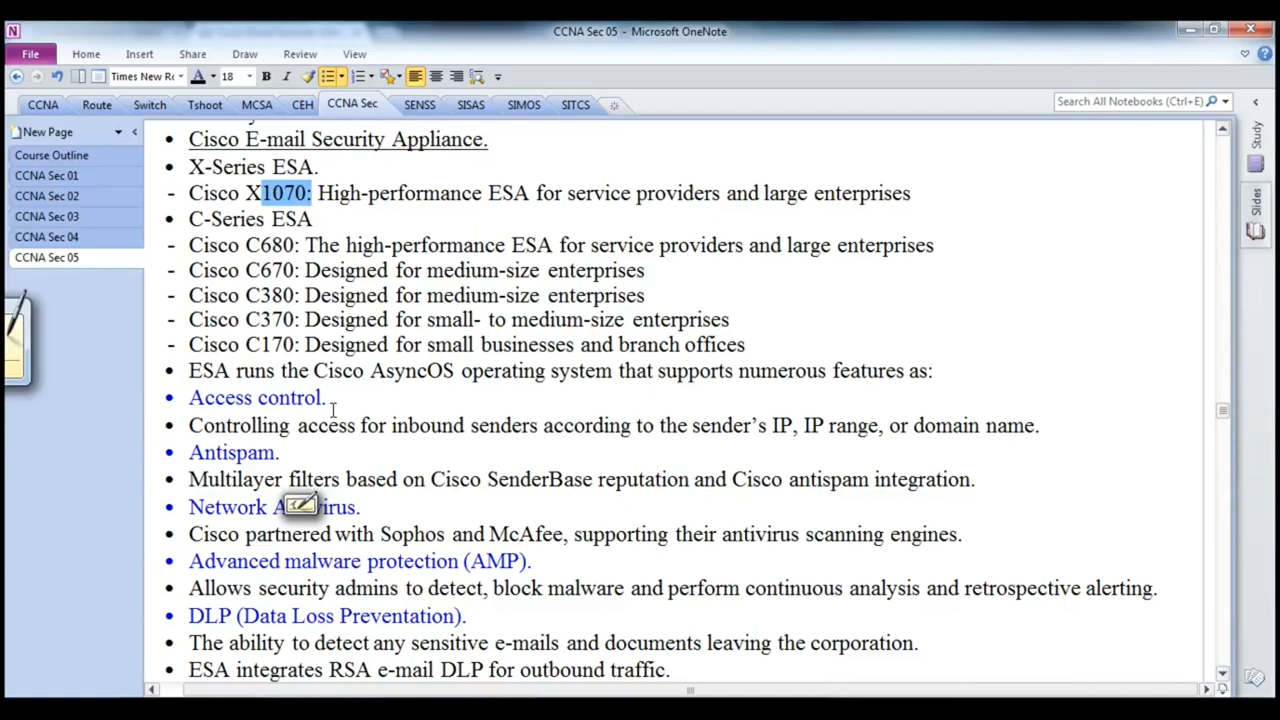 CCNA Sec 05 - Microsoft OneNote
File Home Insert Share Draw Review View
Times New Ro 18 B I A
CCNA Route Switch Tshoot MCSA CEH CCNA Sec SENSS SISAS SIMOS SITCS
Search All Notebooks (Ctrl+E)
New Page
Course Outline
CCNA Sec 01
CCNA Sec 02
CCNA Sec 03
CCNA Sec 04
CCNA Sec 05
• Cisco E-mail Security Appliance.
• X-Series ESA.
- Cisco X1070: High-performance ESA for service providers and large enterprises
• C-Series ESA
- Cisco C680: The high-performance ESA for service providers and large enterprises
- Cisco C670: Designed for medium-size enterprises
- Cisco C380: Designed for medium-size enterprises
- Cisco C370: Designed for small- to medium-size enterprises
- Cisco C170: Designed for small businesses and branch offices
• ESA runs the Cisco AsyncOS operating system that supports numerous features as:
• Access control.
• Controlling access for inbound senders according to the sender's IP, IP range, or domain name.
• Antispam.
• Multilayer filters based on Cisco SenderBase reputation and Cisco antispam integration.
• Network A virus.
• Cisco partnered with Sophos and McAfee, supporting their antivirus scanning engines.
• Advanced malware protection (AMP).
• Allows security admins to detect, block malware and perform continuous analysis and retrospective alerting.
• DLP (Data Loss Preventation).
• The ability to detect any sensitive e-mails and documents leaving the corporation.
• ESA integrates RSA e-mail DLP for outbound traffic.
Study
Slides